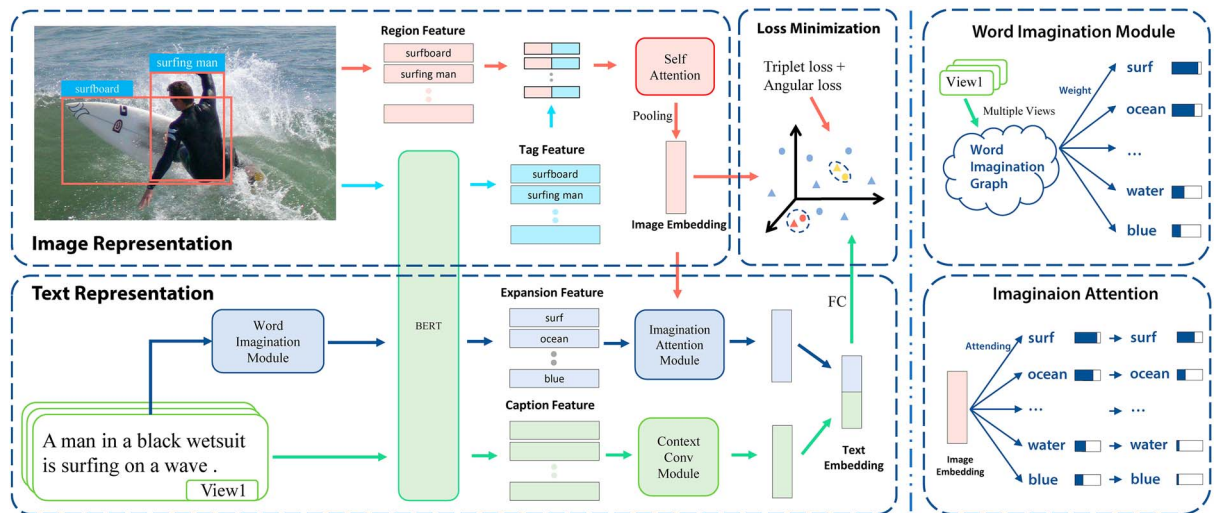 surfing man
surfboard
Image Representation
Region Feature
surfboard
surfing man
Self
Attention
Pooling
Tag Feature
surfboard
surfing man
Image Embedding
Loss Minimization
Triplet loss +
Angular loss
Text Representation
Word
Imagination
Module
BERT
Expansion Feature
surf
ocean
blue
Imagination
Attention
Module
FC
Caption Feature
Context
Conv
Module
Text
Embedding
A man in a black wetsuit
is surfing on a wave .
View1
Word Imagination Module
View1
Multiple Views
Word
Imagination
Graph
Weight
surf
ocean
...
water
blue
Imaginaion Attention
Attending
Image
Embedding
surf
surf
ocean
ocean
...
...
water
water
blue
blue